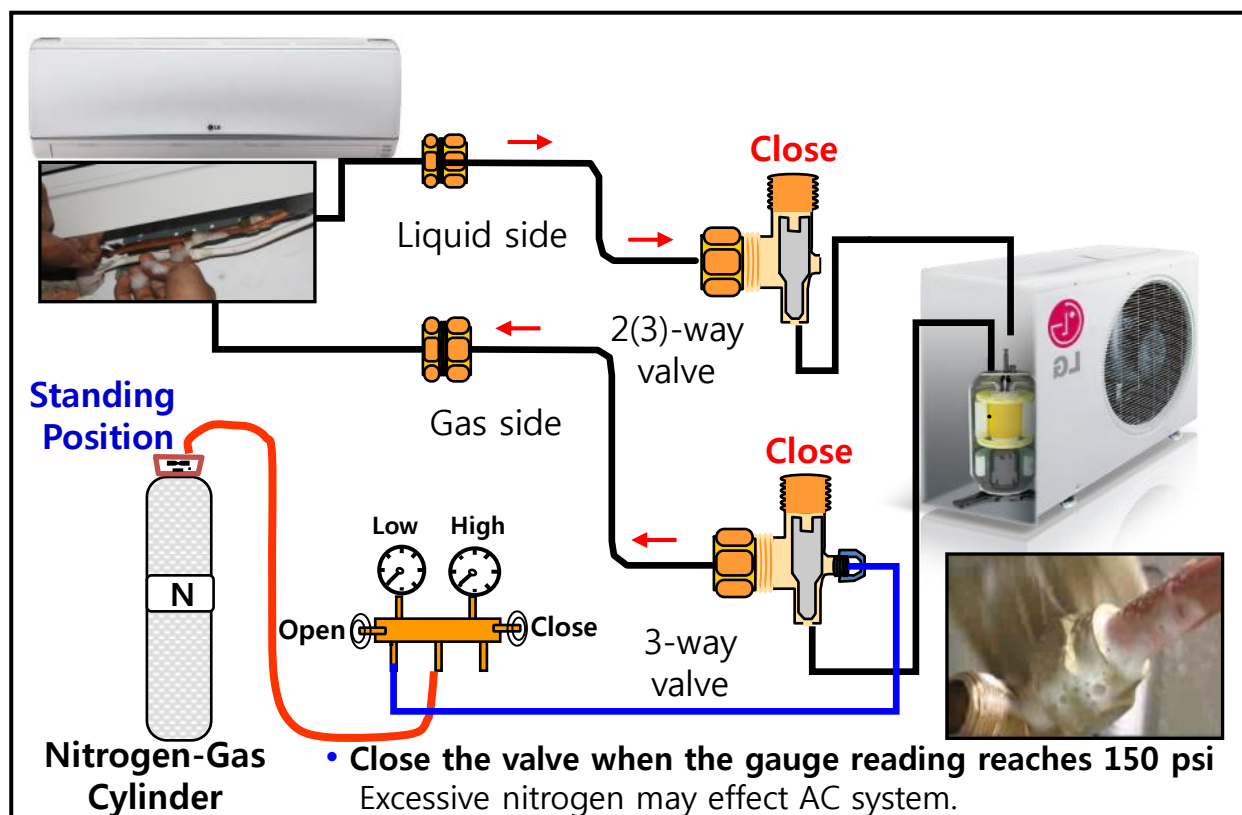 LG
Close
Liquid side
2(3)-way
valve
LG
Gas side
Standing
Position
Close
Low
High
N
Open
Close
3-way
valve
Nitrogen-Gas
Cylinder
• Close the valve when the gauge reading reaches 150 psi
Excessive nitrogen may effect AC system.